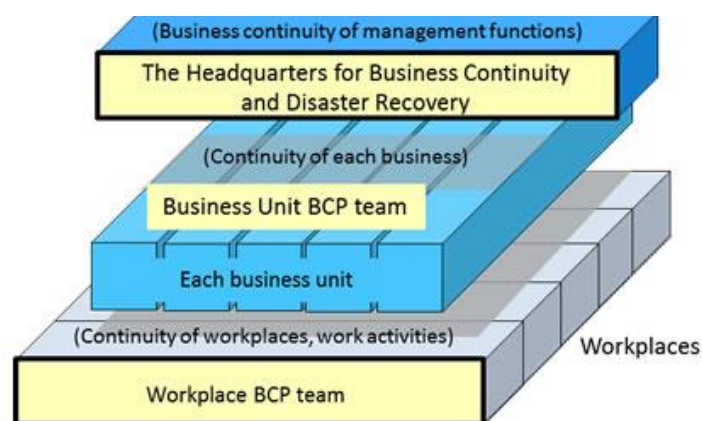 (Business continuity of management functions)
The Headquarters for Business Continuity
and Disaster Recovery
(Continuity of each business)
Business Unit BCP team
Each business unit
(Continuity of workplaces, work activities)
Workplaces
Workplace BCP team